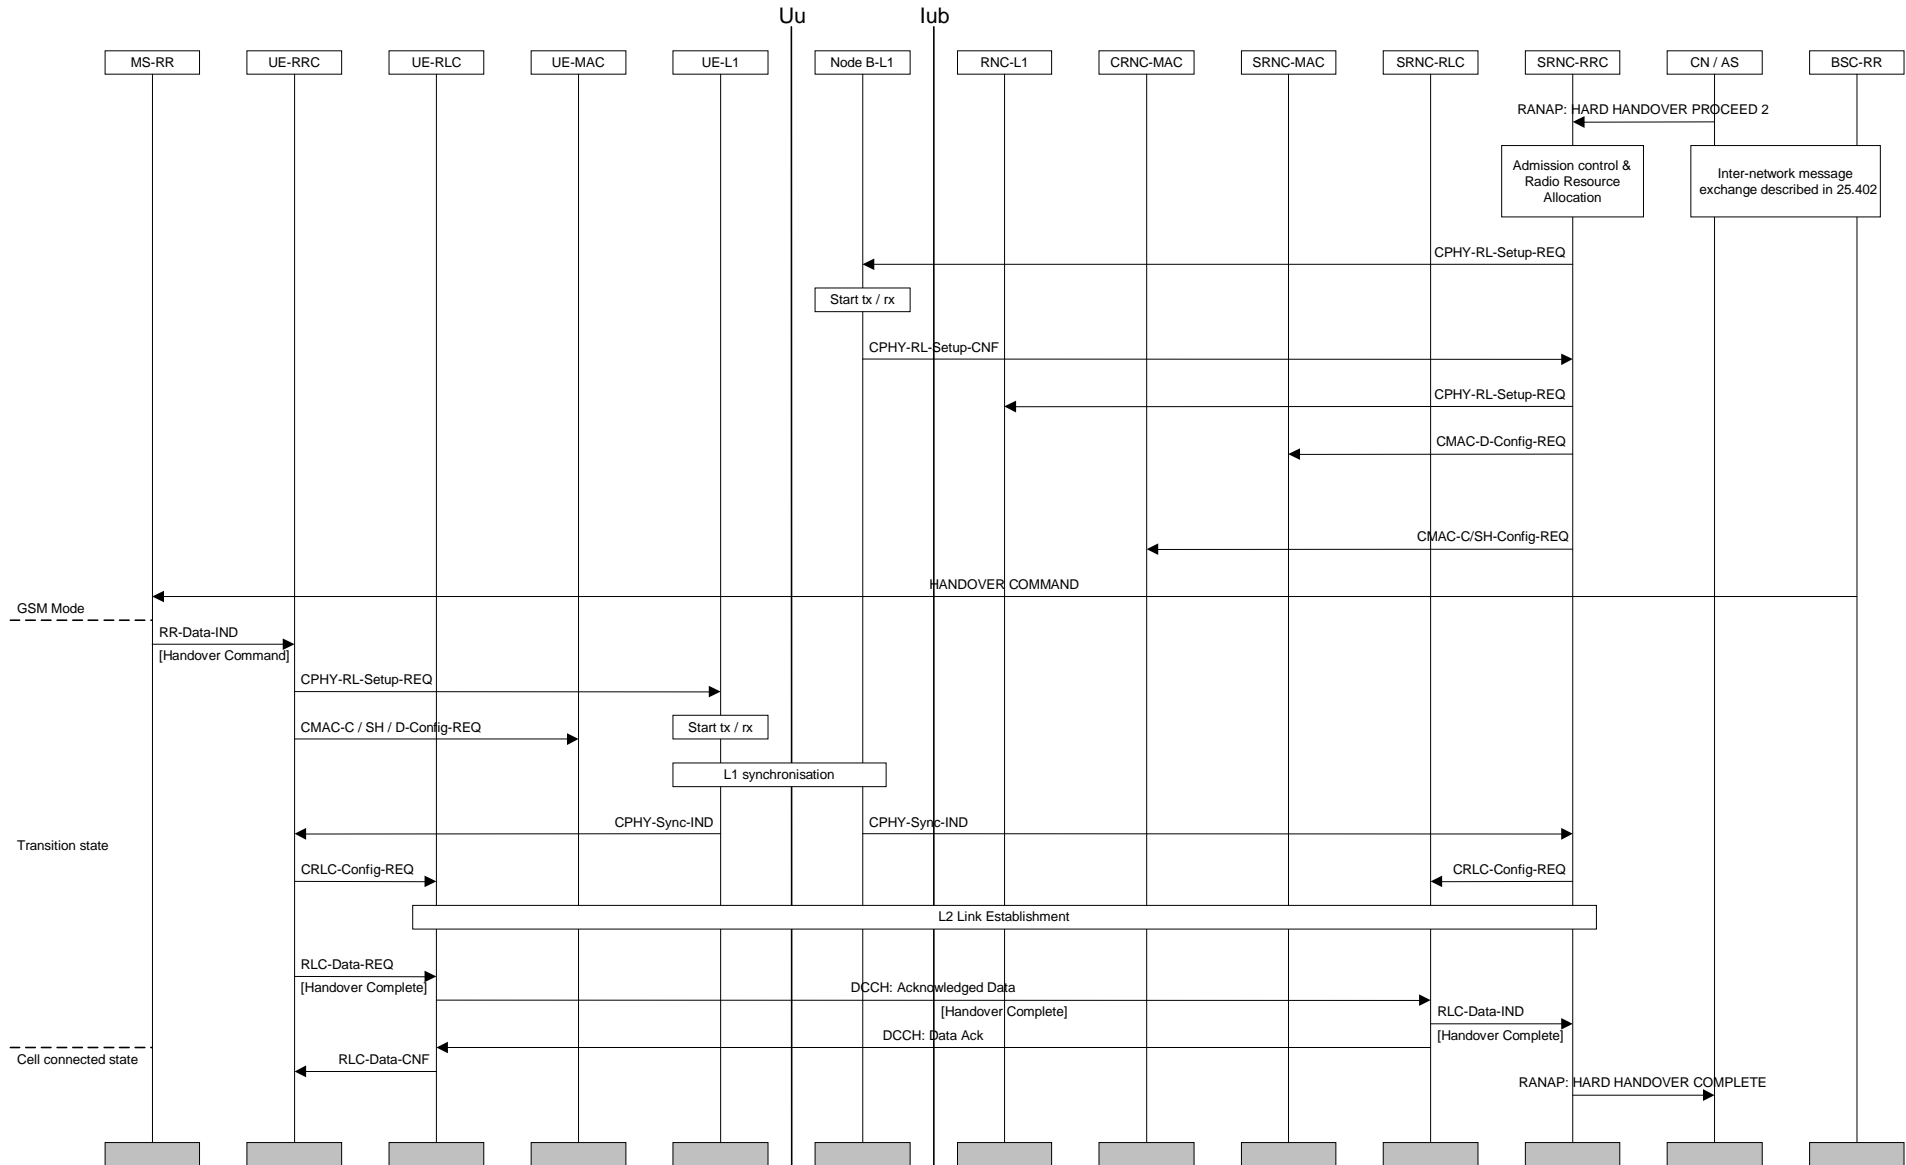 Uu
Iub
MS-RR
UE-RRC
UE-RLC
UE-MAC
UE-L1
Node B-L1
RNC-L1
CRNC-MAC
SRNC-MAC
SRNC-RLC
SRNC-RRC
CN / AS
BSC-RR
RANAP: HARD HANDOVER PROCEED 2
Admission control &
Radio Resource
Allocation
Inter-network message
exchange described in 25.402
CPHY-RL-Setup-REQ
Start tx / rx
CPHY-RL-Setup-CNF
CPHY-RL-Setup-REQ
CMAC-D-Config-REQ
CMAC-C/SH-Config-REQ
HANDOVER COMMAND
GSM Mode
RR-Data-IND
[Handover Command]
CPHY-RL-Setup-REQ
CMAC-C / SH / D-Config-REQ
Start tx / rx
L1 synchronisation
CPHY-Sync-IND
CPHY-Sync-IND
Transition state
CRLC-Config-REQ
CRLC-Config-REQ
L2 Link Establishment
RLC-Data-REQ
[Handover Complete]
DCCH: Acknowledged Data
[Handover Complete]
RLC-Data-IND
[Handover Complete]
DCCH: Data Ack
Cell connected state
RLC-Data-CNF
RANAP: HARD HANDOVER COMPLETE